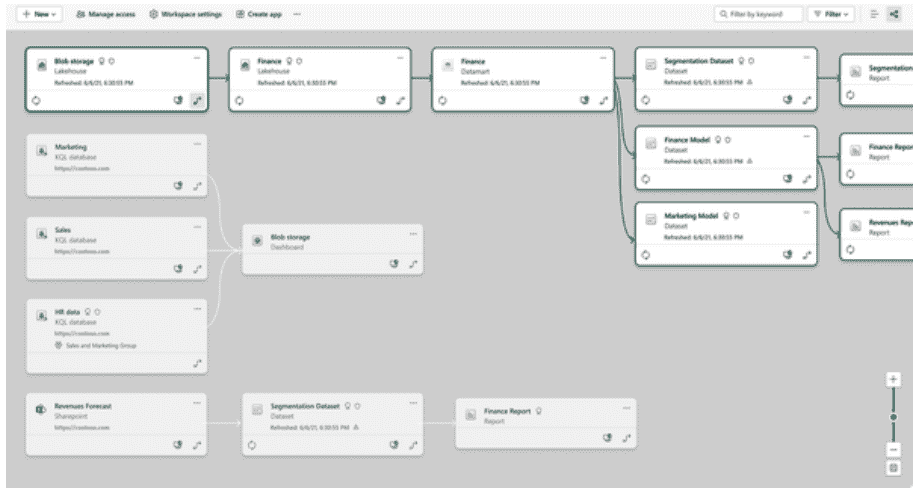 New
Manage access
Workspace settings
Create app
Filter by keyword
Filter
Blob storage
Lakehouse
Refreshed: 6/6/21, 6:30:55 PM
Finance
Lakehouse
Refreshed: 6/6/21, 6:30:55 PM
Finance
Datamart
Refreshed: 6/6/21, 6:30:55 PM
Segmentation Dataset
Dataset
Refreshed: 6/6/21, 6:30:55 PM
Segmentation
Report
Finance Model
Dataset
Refreshed: 6/6/21, 6:30:55 PM
Finance Repor
Report
Marketing Model
Dataset
Refreshed: 6/6/21, 6:30:55 PM
Revenues Rep
Report
Marketing
KQL database
https://contoso.com
Sales
KQL database
https://contoso.com
Blob storage
Dashboard
HR data
KQL database
https://contoso.com
Sales and Marketing Group
Revenues Forecast
Sharepoint
https://contoso.com
Segmentation Dataset
Dataset
Refreshed: 6/6/21, 6:30:55 PM
Finance Report
Report